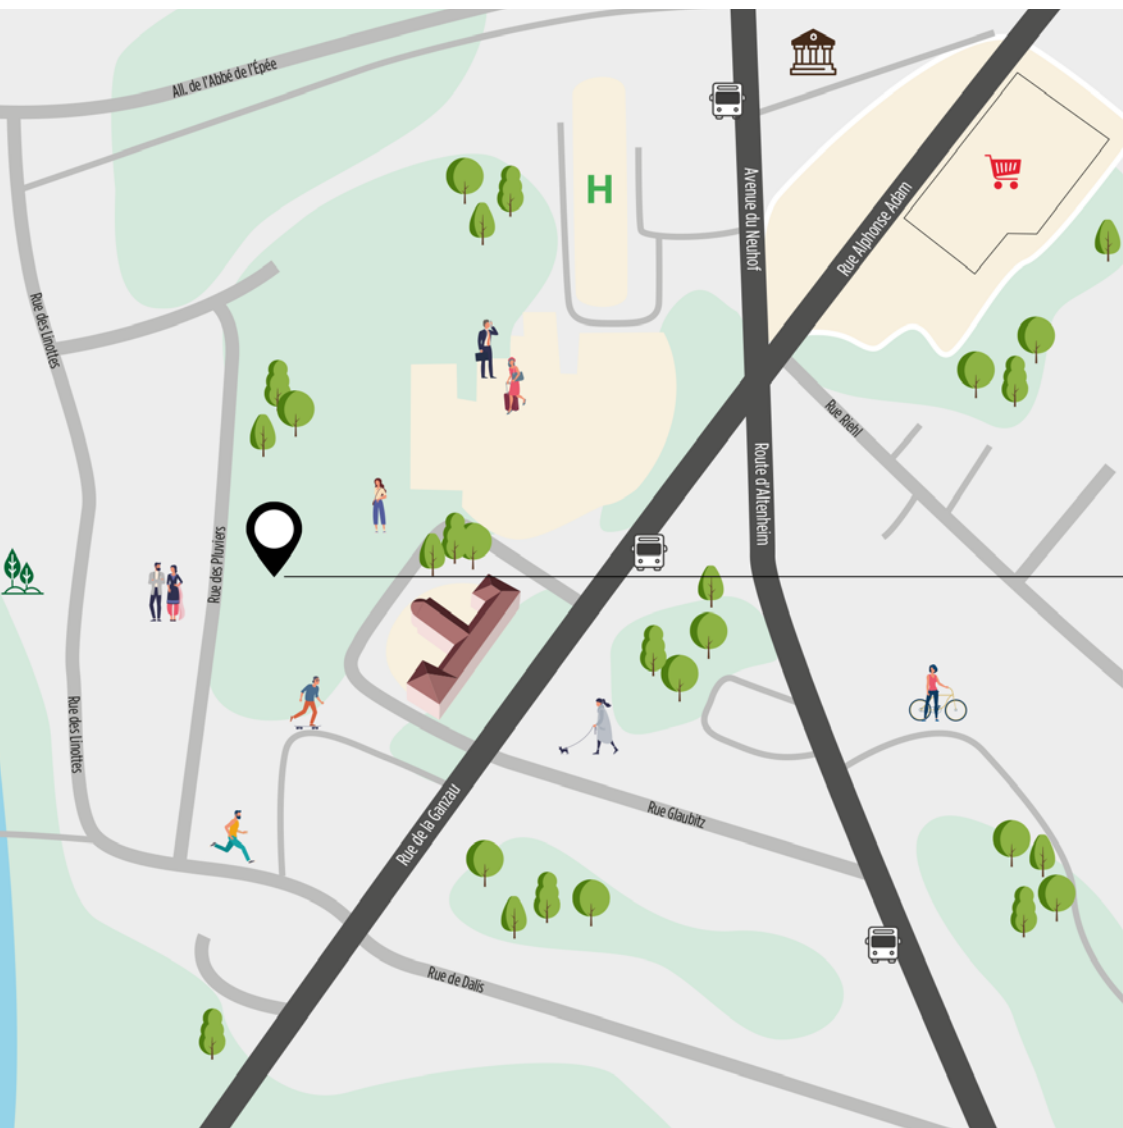 All. de l'Abbé de l'Épée
Avenue du Neuhof
H
Rue Alphonse Adam
Rue des Linottes
Rue Riehl
Route d'Altenheim
Rue des Pluviers
Rue des Linottes
Rue de la Ganzau
Rue Glaubitz
Rue de Dalis